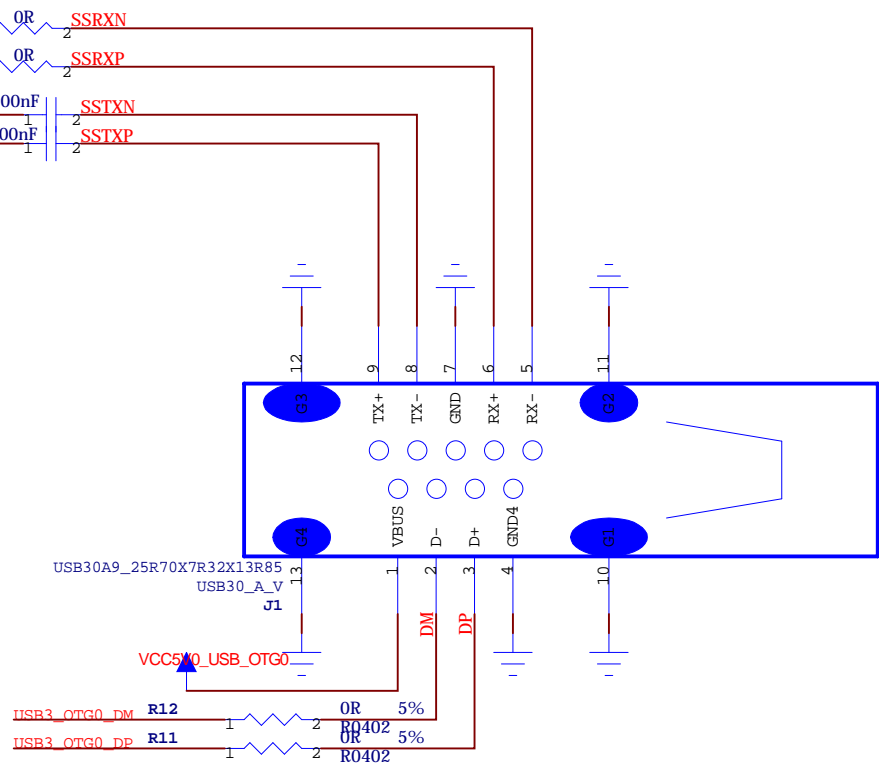 0R
2
SSRXN
0R
2
SSRXP
00nF
1
2
SSTXN
00nF
1
2
SSTXP
12
9
8
7
6
5
11
G3
TX+
TX-
GND
RX+
RX-
G2
G4
VBUS
D-
D+
GND4
G1
USB30A9_25R70X7R32X13R85
USB30_A_V
J1
13
1
2
3
4
10
DM
DP
VCC5V0_USB_OTG0
USB3_OTG0_DM
R12
1
2
0R
5%
R0402
USB3_OTG0_DP
R11
1
2
0R
5%
R0402